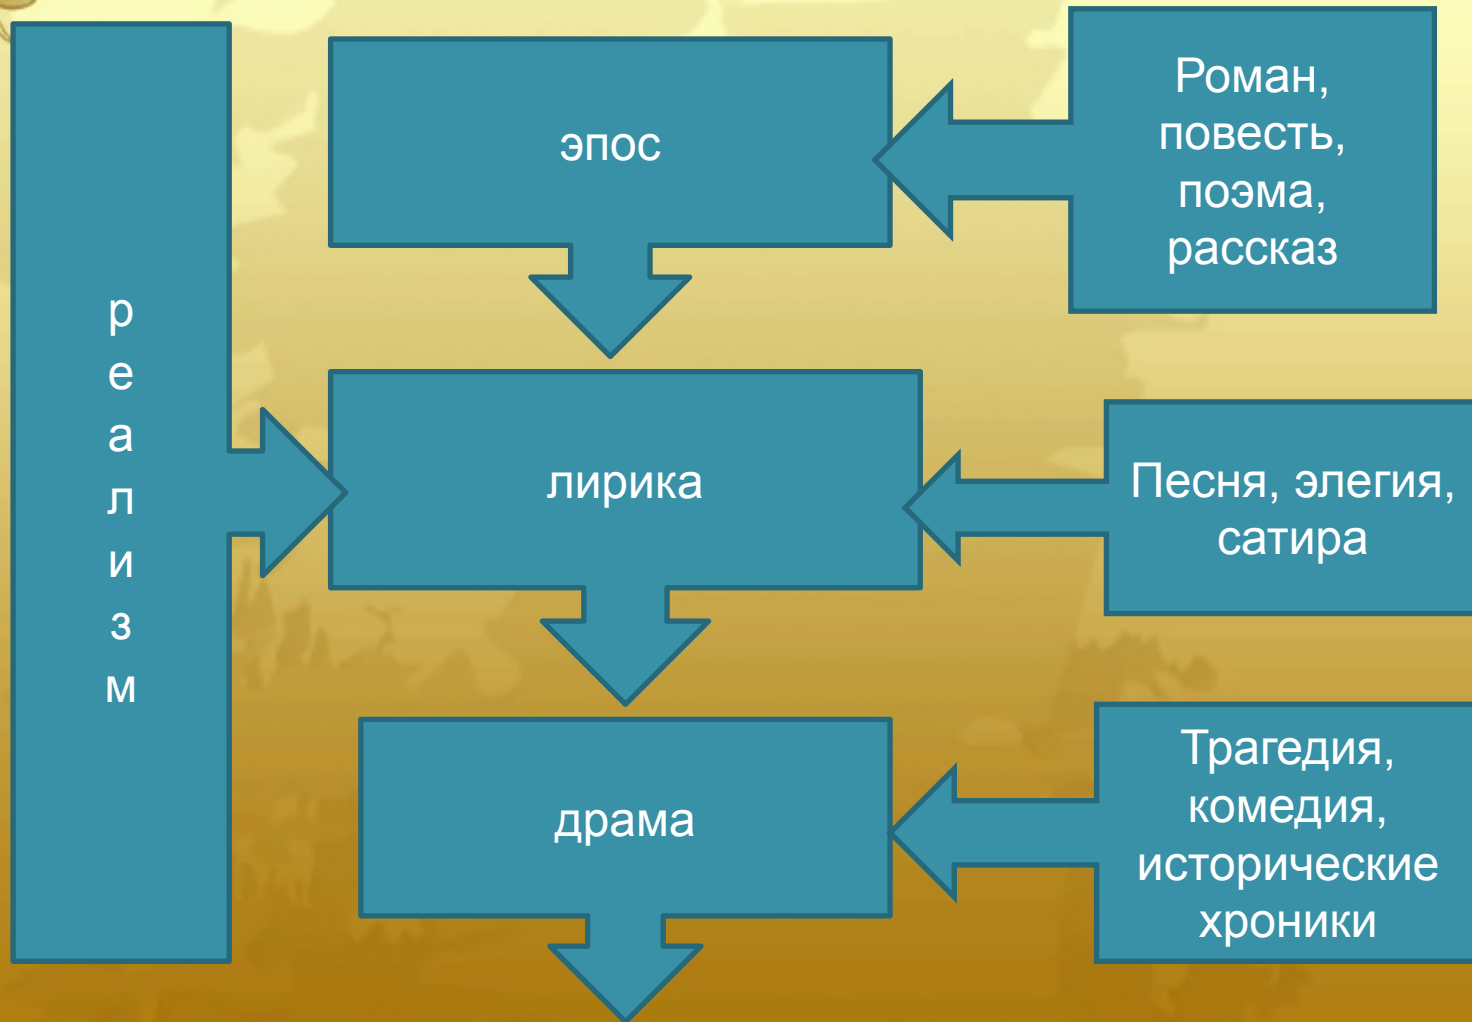 р
е
а
л
и
з
м
эпос
Роман,
повесть,
поэма,
рассказ
лирика
Песня, элегия,
сатира
драма
Трагедия,
комедия,
исторические
хроники